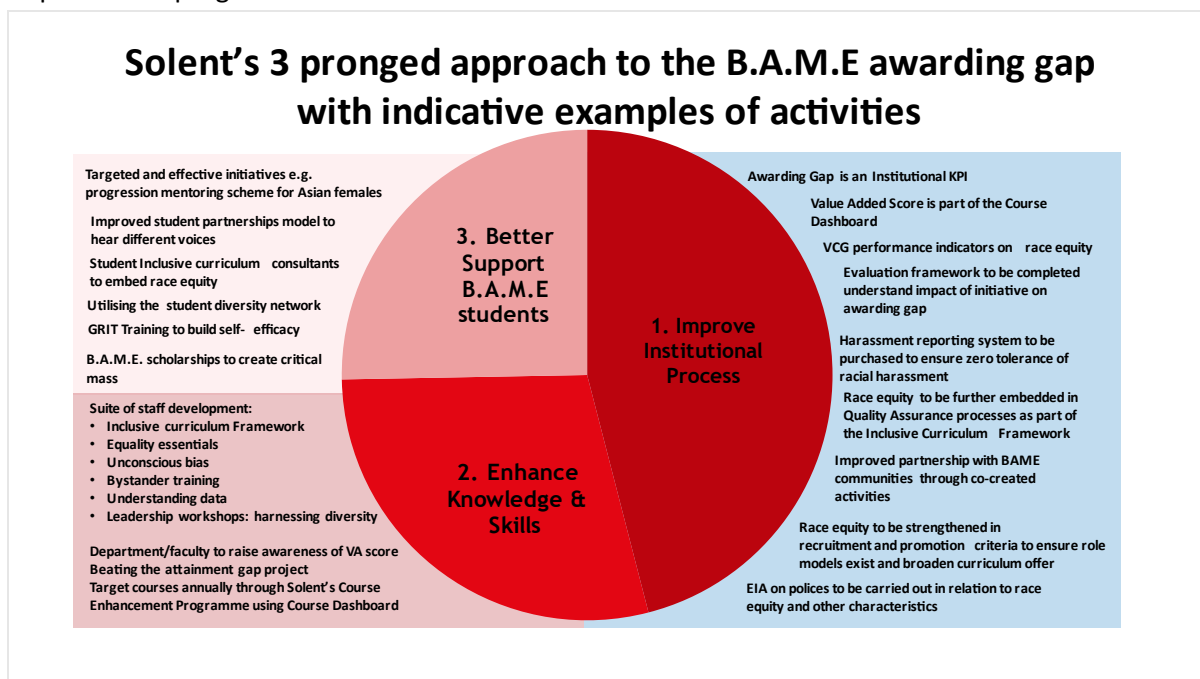 Solent's 3 pronged approach to the B.A.M.E awarding gap
with indicative examples of activities
Targeted and effective initiatives e.g.
progression mentoring scheme for Asian females
Improved student partnerships model to
hear different voices
Student Inclusive curriculum consultants
to embed race equity
Utilising the student diversity network
GRIT Training to build self- efficacy
B.A.M.E. scholarships to create critical
mass
Suite of staff development:
• Inclusive curriculum Framework
• Equality essentials
• Unconscious bias
• Bystander training
• Understanding data
• Leadership workshops: harnessing diversity
Department/faculty to raise awareness of VA score
Beating the attainment gap project
Target courses annually through Solent's Course
Enhancement Programme using Course Dashboard
3. Better
Support
B.A.M.E
students
2. Enhance
Knowledge &
Skills
1. Improve
Institutional
Process
Awarding Gap is an Institutional KPI
Value Added Score is part of the Course
Dashboard
VCG performance indicators on race equity
Evaluation framework to be completed
understand impact of initiative on
awarding gap
Harassment reporting system to be
purchased to ensure zero tolerance of
racial harassment
Race equity to be further embedded in
Quality Assurance processes as part of
the Inclusive Curriculum Framework
Improved partnership with BAME
communities through co-created
activities
Race equity to be strengthened in
recruitment and promotion criteria to ensure role
models exist and broaden curriculum offer
EIA on polices to be carried out in relation to race
equity and other characteristics